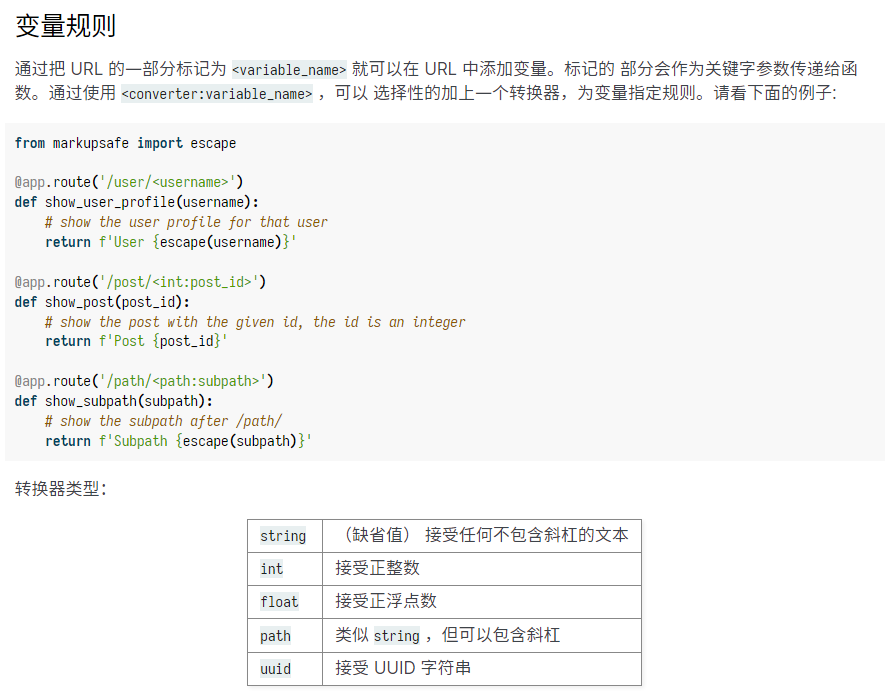 变量规则
通过把 URL 的一部分标记为 <variable_name> 就可以在 URL 中添加变量。标记的 部分会作为关键字参数传递给函
数。通过使用 <converter:variable_name> ，可以 选择性的加上一个转换器，为变量指定规则。请看下面的例子:
from markupsafe import escape
@app.route('/user/<username>')
def show_user_profile(username):
    # show the user profile for that user
    return f'User {escape(username)}'
@app.route('/post/<int:post_id>')
def show_post(post_id):
    # show the post with the given id, the id is an integer
    return f'Post {post_id}'
@app.route('/path/<path:subpath>')
def show_subpath(subpath):
    # show the subpath after /path/
    return f'Subpath {escape(subpath)}'
转换器类型：
string （缺省值） 接受任何不包含斜杠的文本
int 接受正整数
float 接受正浮点数
path 类似 string ，但可以包含斜杠
uuid 接受 UUID 字符串